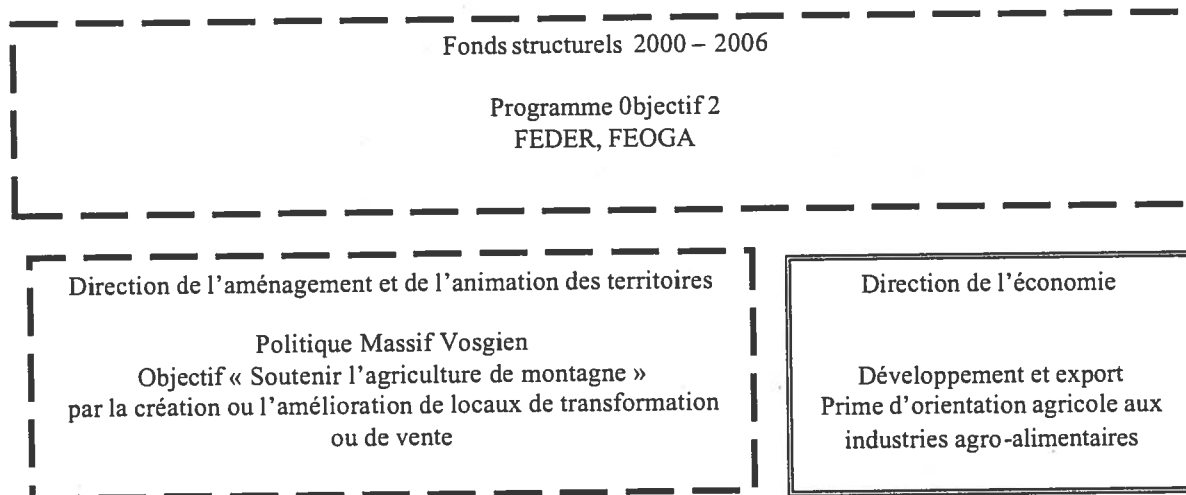 Fonds structurels 2000 – 2006
Programme 0bjectif 2
FEDER, FEOGA
Direction de l'aménagement et de l'animation des territoires
Politique Massif Vosgien
Objectif « Soutenir l'agriculture de montagne »
par la création ou l'amélioration de locaux de transformation
ou de vente
Direction de l'économie
Développement et export
Prime d'orientation agricole aux
industries agro-alimentaires